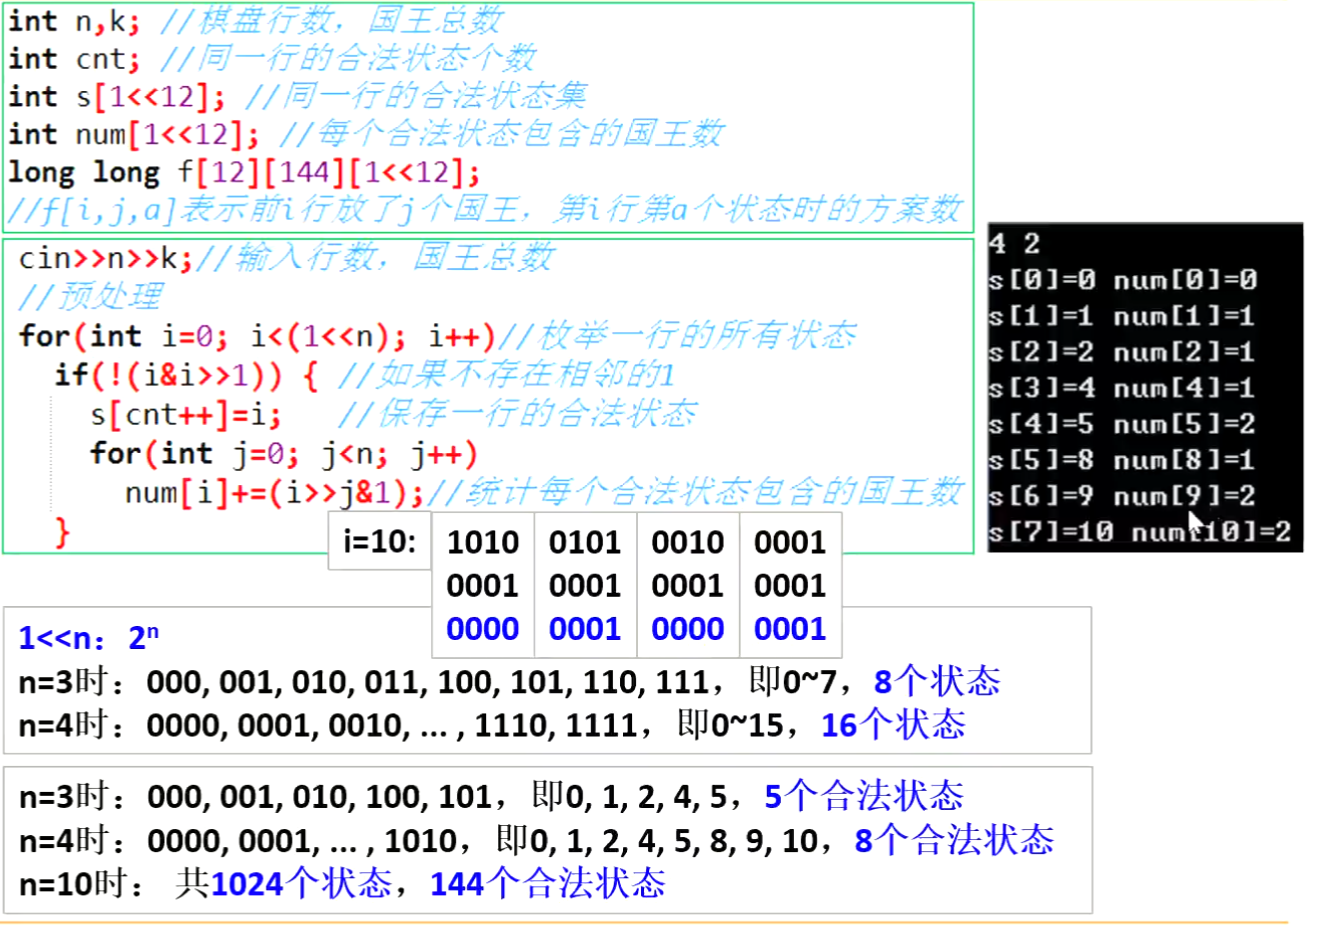 int n,k; //棋盘行数，国王总数
int cnt; //同一行的合法状态个数
int s[1<<12]; //同一行的合法状态集
int num[1<<12]; //每个合法状态包含的国王数
long long f[12][144][1<<12];
//f[i,j,a]表示前i行放了j个国王，第i行第a个状态时的方案数
cin>>n>>k;//输入行数，国王总数
//预处理
for(int i=0; i<(1<<n); i++)//枚举一行的所有状态
if(!(i&i>>1)) { //如果不存在相邻的1
s[cnt++]=i; //保存一行的合法状态
for(int j=0; j<n; j++)
num[i]+=(i>>j&1);//统计每个合法状态包含的国王数
}
4 2
s[0]=0 num[0]=0
s[1]=1 num[1]=1
s[2]=2 num[2]=1
s[3]=4 num[4]=1
s[4]=5 num[5]=2
s[5]=8 num[8]=1
s[6]=9 num[9]=2
s[7]=10 num[10]=2
i=10: 1010 0101 0010 0001
0001 0001 0001 0001
0000 0001 0000 0001
1<<n：2ⁿ
n=3时：000, 001, 010, 011, 100, 101, 110, 111，即0~7，8个状态
n=4时：0000, 0001, 0010, ... , 1110, 1111，即0~15，16个状态
n=3时：000, 001, 010, 100, 101，即0, 1, 2, 4, 5，5个合法状态
n=4时：0000, 0001, ... , 1010，即0, 1, 2, 4, 5, 8, 9, 10，8个合法状态
n=10时： 共1024个状态，144个合法状态